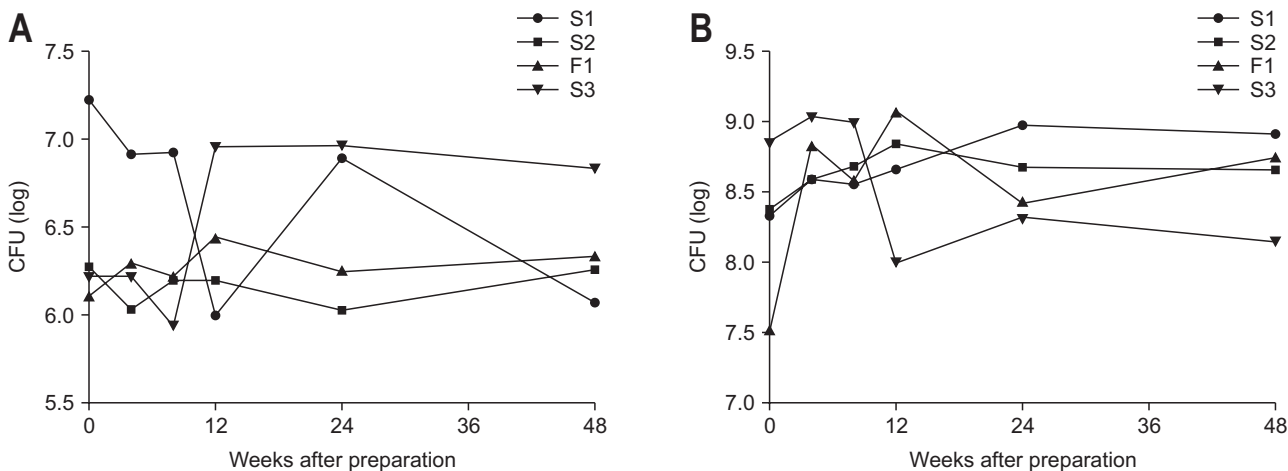 A
S1
S2
F1
S3
7.5
7.0
6.5
6.0
5.5
CFU (log)
0
12
24
36
48
Weeks after preparation
B
S1
S2
F1
S3
9.5
9.0
8.5
8.0
7.5
7.0
CFU (log)
0
12
24
36
48
Weeks after preparation